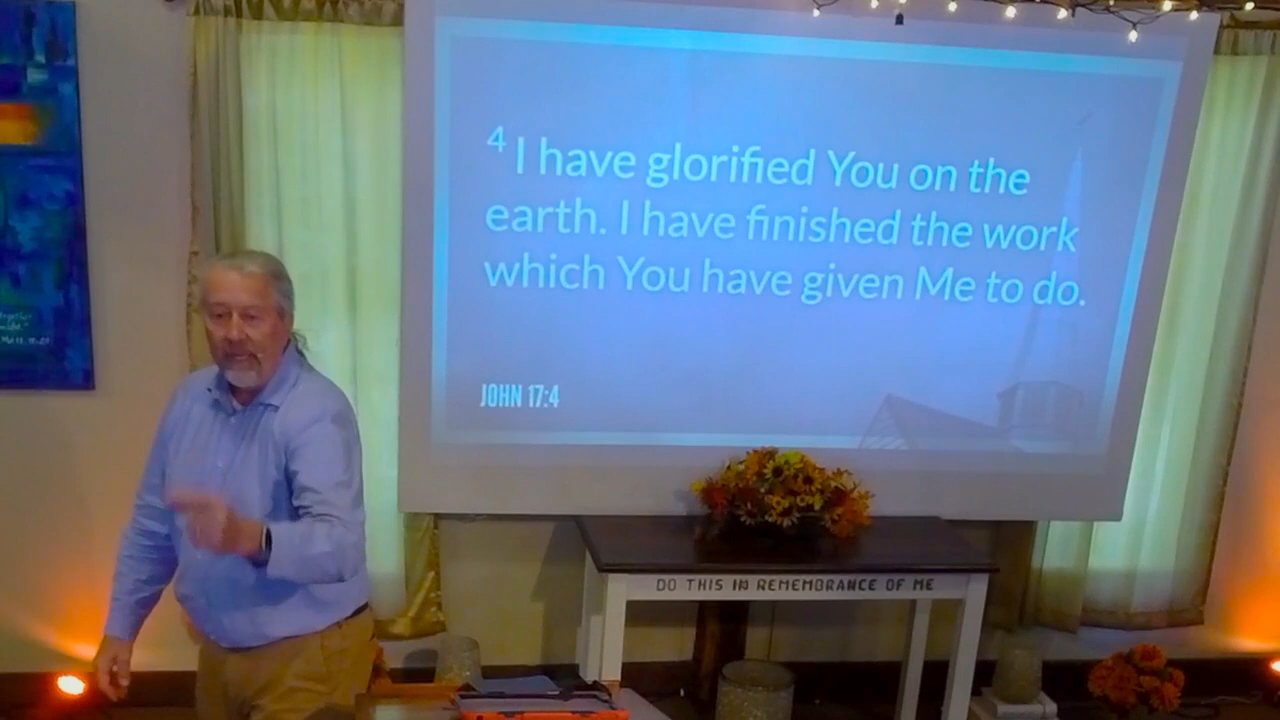 4 I have glorified You on the
earth. I have finished the work
which You have given Me to do.
JOHN 17:4
DO THIS IN REMEMBRANCE OF ME
together